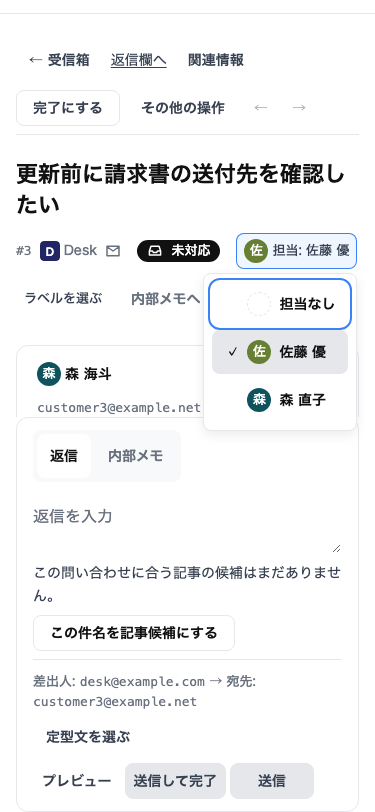 ← 受信箱 返信欄へ 関連情報
完了にする その他の操作 ← →
更新前に請求書の送付先を確認し
たい
#3 D Desk 未対応 佐 担当: 佐藤 優
ラベルを選ぶ 内部メモへ
担当なし
✓ 佐 佐藤 優
森 森 直子
森 森 海斗
customer3@example.net
返信 内部メモ
返信を入力
この問い合わせに合う記事の候補はまだありませ
ん。
この件名を記事候補にする
差出人: desk@example.com → 宛先:
customer3@example.net
定型文を選ぶ
プレビュー 送信して完了 送信